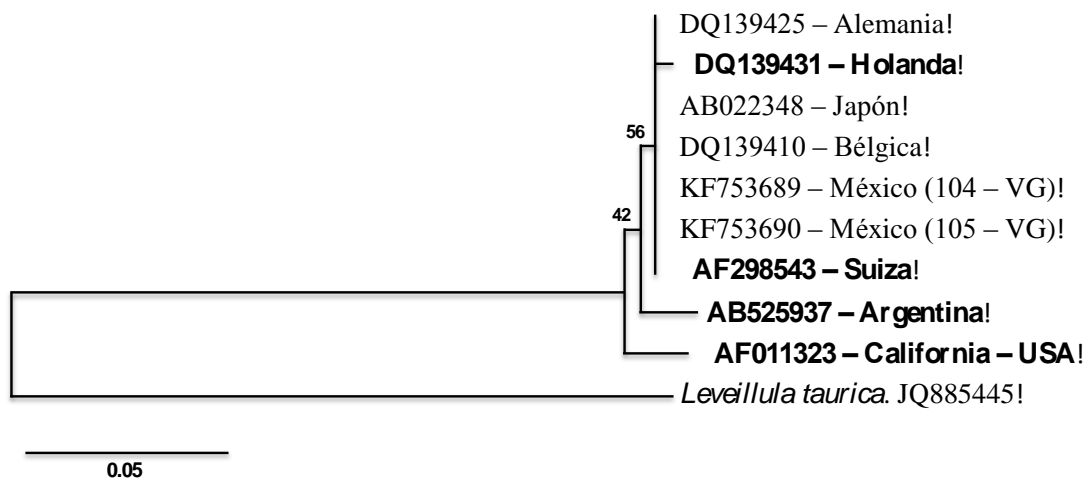 DQ139425 – Alemania!
DQ139431 – Holanda!
AB022348 – Japón!
56
DQ139410 – Bélgica!
KF753689 – México (104 – VG)!
42
KF753690 – México (105 – VG)!
AF298543 – Suiza!
AB525937 – Argentina!
AF011323 – California – USA!
Leveillula taurica. JQ885445!
0.05